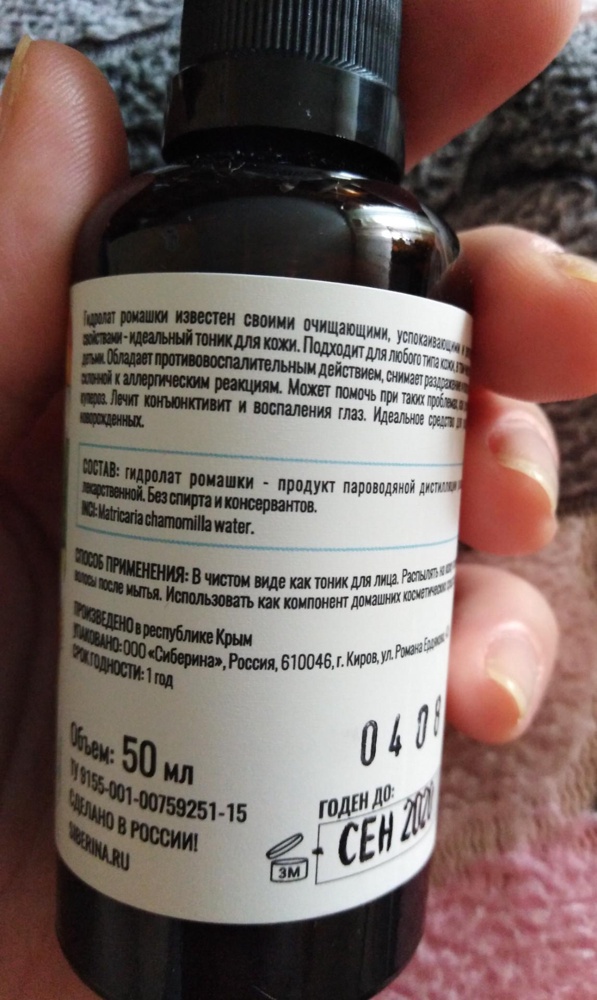 Гидролат ромашки известен своими очищающими, успокаивающими и
свойствами - идеальный тоник для кожи. Подходит для любого типа кожи, в
детьми. Обладает противовоспалительным действием, снимает раздражение
склонной к аллергическим реакциям. Может помочь при таких проблемах, как
купероз. Лечит конъюнктивит и воспаления глаз. Идеальное средство для
новорожденных.
СОСТАВ: гидролат ромашки - продукт пароводяной дистилляции
лекарственной. Без спирта и консервантов.
INCI: Matricaria chamomilla water.
СПОСОБ ПРИМЕНЕНИЯ: В чистом виде как тоник для лица. Распылять на
волосы после мытья. Использовать как компонент домашних косметических
ПРОИЗВЕДЕНО в республике Крым
УПАКОВАНО: ООО «Сиберина», Россия, 610046, г. Киров, ул. Романа Ердякова
СРОК ГОДНОСТИ: 1 год
0408
Объем: 50 мл
ТУ 9155-001-00759251-15
СДЕЛАНО В РОССИИ!
SIBERINA.RU
ГОДЕН ДО:
СЕН 2020
3М